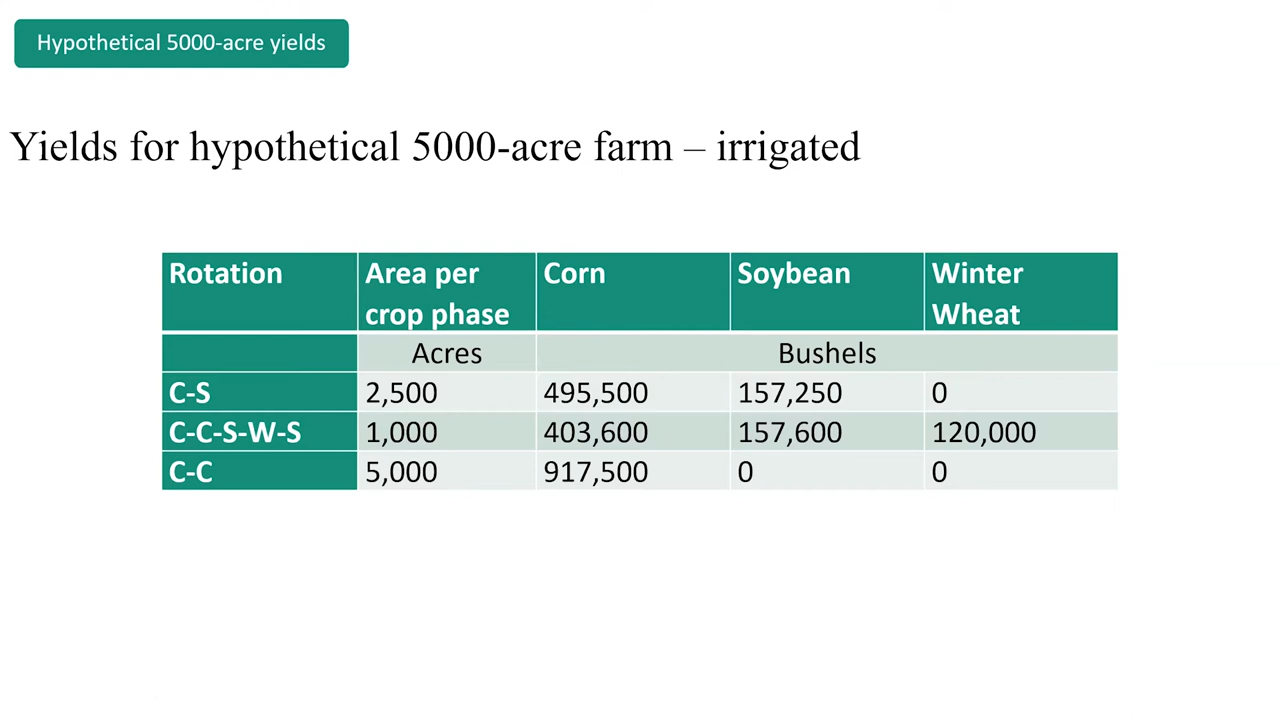 Hypothetical 5000-acre yields
Yields for hypothetical 5000-acre farm – irrigated
Rotation Area per crop phase Corn Soybean Winter Wheat
Acres Bushels
C-S 2,500 495,500 157,250 0
C-C-S-W-S 1,000 403,600 157,600 120,000
C-C 5,000 917,500 0 0